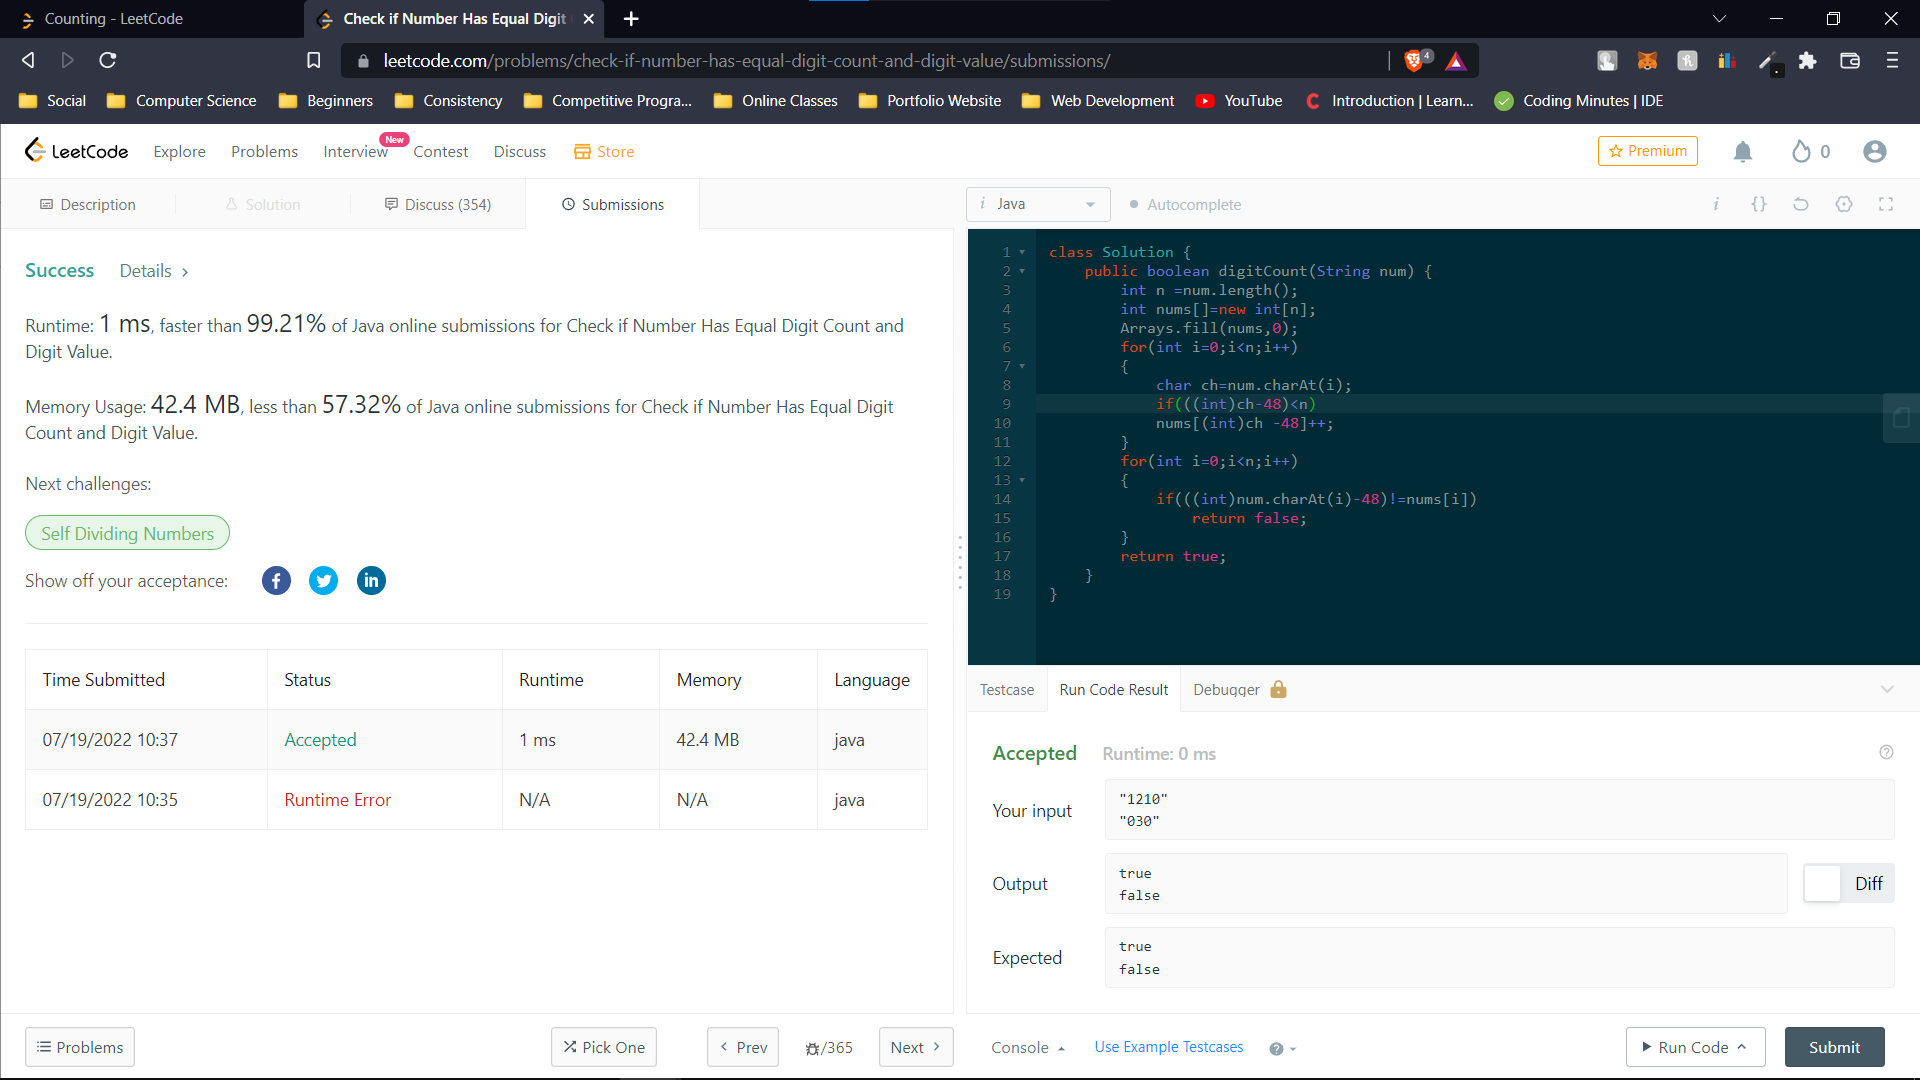 Counting - LeetCode
Check if Number Has Equal Digit
leetcode.com/problems/check-if-number-has-equal-digit-count-and-digit-value/submissions/
4
Social
Computer Science
Beginners
Consistency
Competitive Progra...
Online Classes
Portfolio Website
Web Development
YouTube
Introduction | Learn...
Coding Minutes | IDE
LeetCode
Explore
Problems
Interview
New
Contest
Discuss
Store
Premium
0
Description
Solution
Discuss (354)
Submissions
Success Details >
Runtime: 1 ms, faster than 99.21% of Java online submissions for Check if Number Has Equal Digit Count and
Digit Value.
Memory Usage: 42.4 MB, less than 57.32% of Java online submissions for Check if Number Has Equal Digit
Count and Digit Value.
Next challenges:
Self Dividing Numbers
Show off your acceptance:
Time Submitted Status Runtime Memory Language
07/19/2022 10:37 Accepted 1 ms 42.4 MB java
07/19/2022 10:35 Runtime Error N/A N/A java
Problems
Pick One
< Prev
/365
Next >
i Java
Autocomplete
i {}
1 class Solution {
2 public boolean digitCount(String num) {
3 int n =num.length();
4 int nums[]=new int[n];
5 Arrays.fill(nums,0);
6 for(int i=0;i<n;i++)
7 {
8 char ch=num.charAt(i);
9 if(((int)ch-48)<n)
10 nums[(int)ch -48]++;
11 }
12 for(int i=0;i<n;i++)
13 {
14 if(((int)num.charAt(i)-48)!=nums[i])
15 return false;
16 }
17 return true;
18 }
19 }
Testcase
Run Code Result
Debugger
Accepted Runtime: 0 ms
Your input
"1210"
"030"
Output
true
false
Diff
Expected
true
false
Console
Use Example Testcases
Run Code
Submit